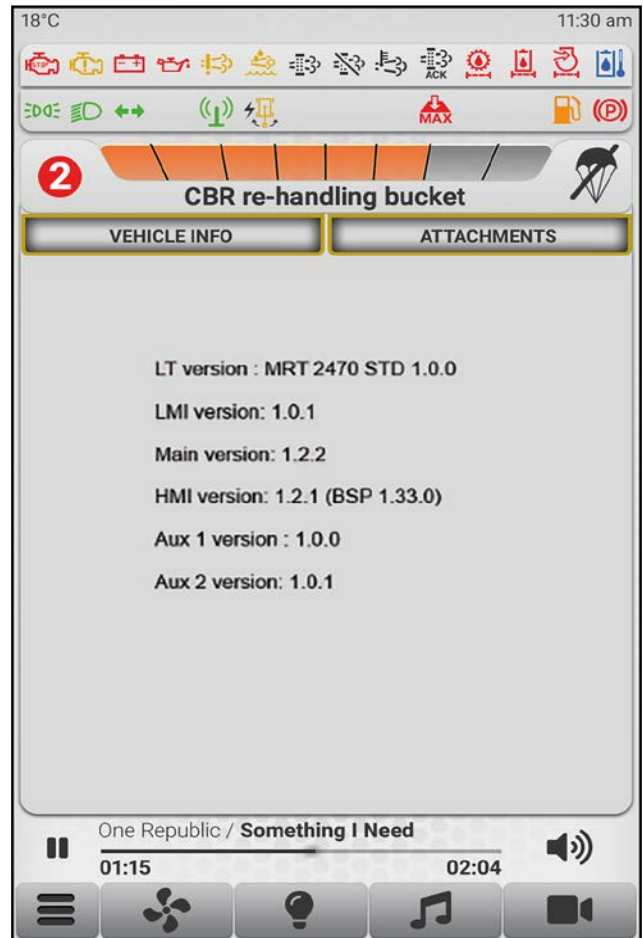 18°C 11:30 am
STOP
ACK
MAX
(P)
2
CBR re-handling bucket
VEHICLE INFO ATTACHMENTS
LT version : MRT 2470 STD 1.0.0
LMI version: 1.0.1
Main version: 1.2.2
HMI version: 1.2.1 (BSP 1.33.0)
Aux 1 version : 1.0.0
Aux 2 version: 1.0.1
One Republic / Something I Need
01:15 02:04